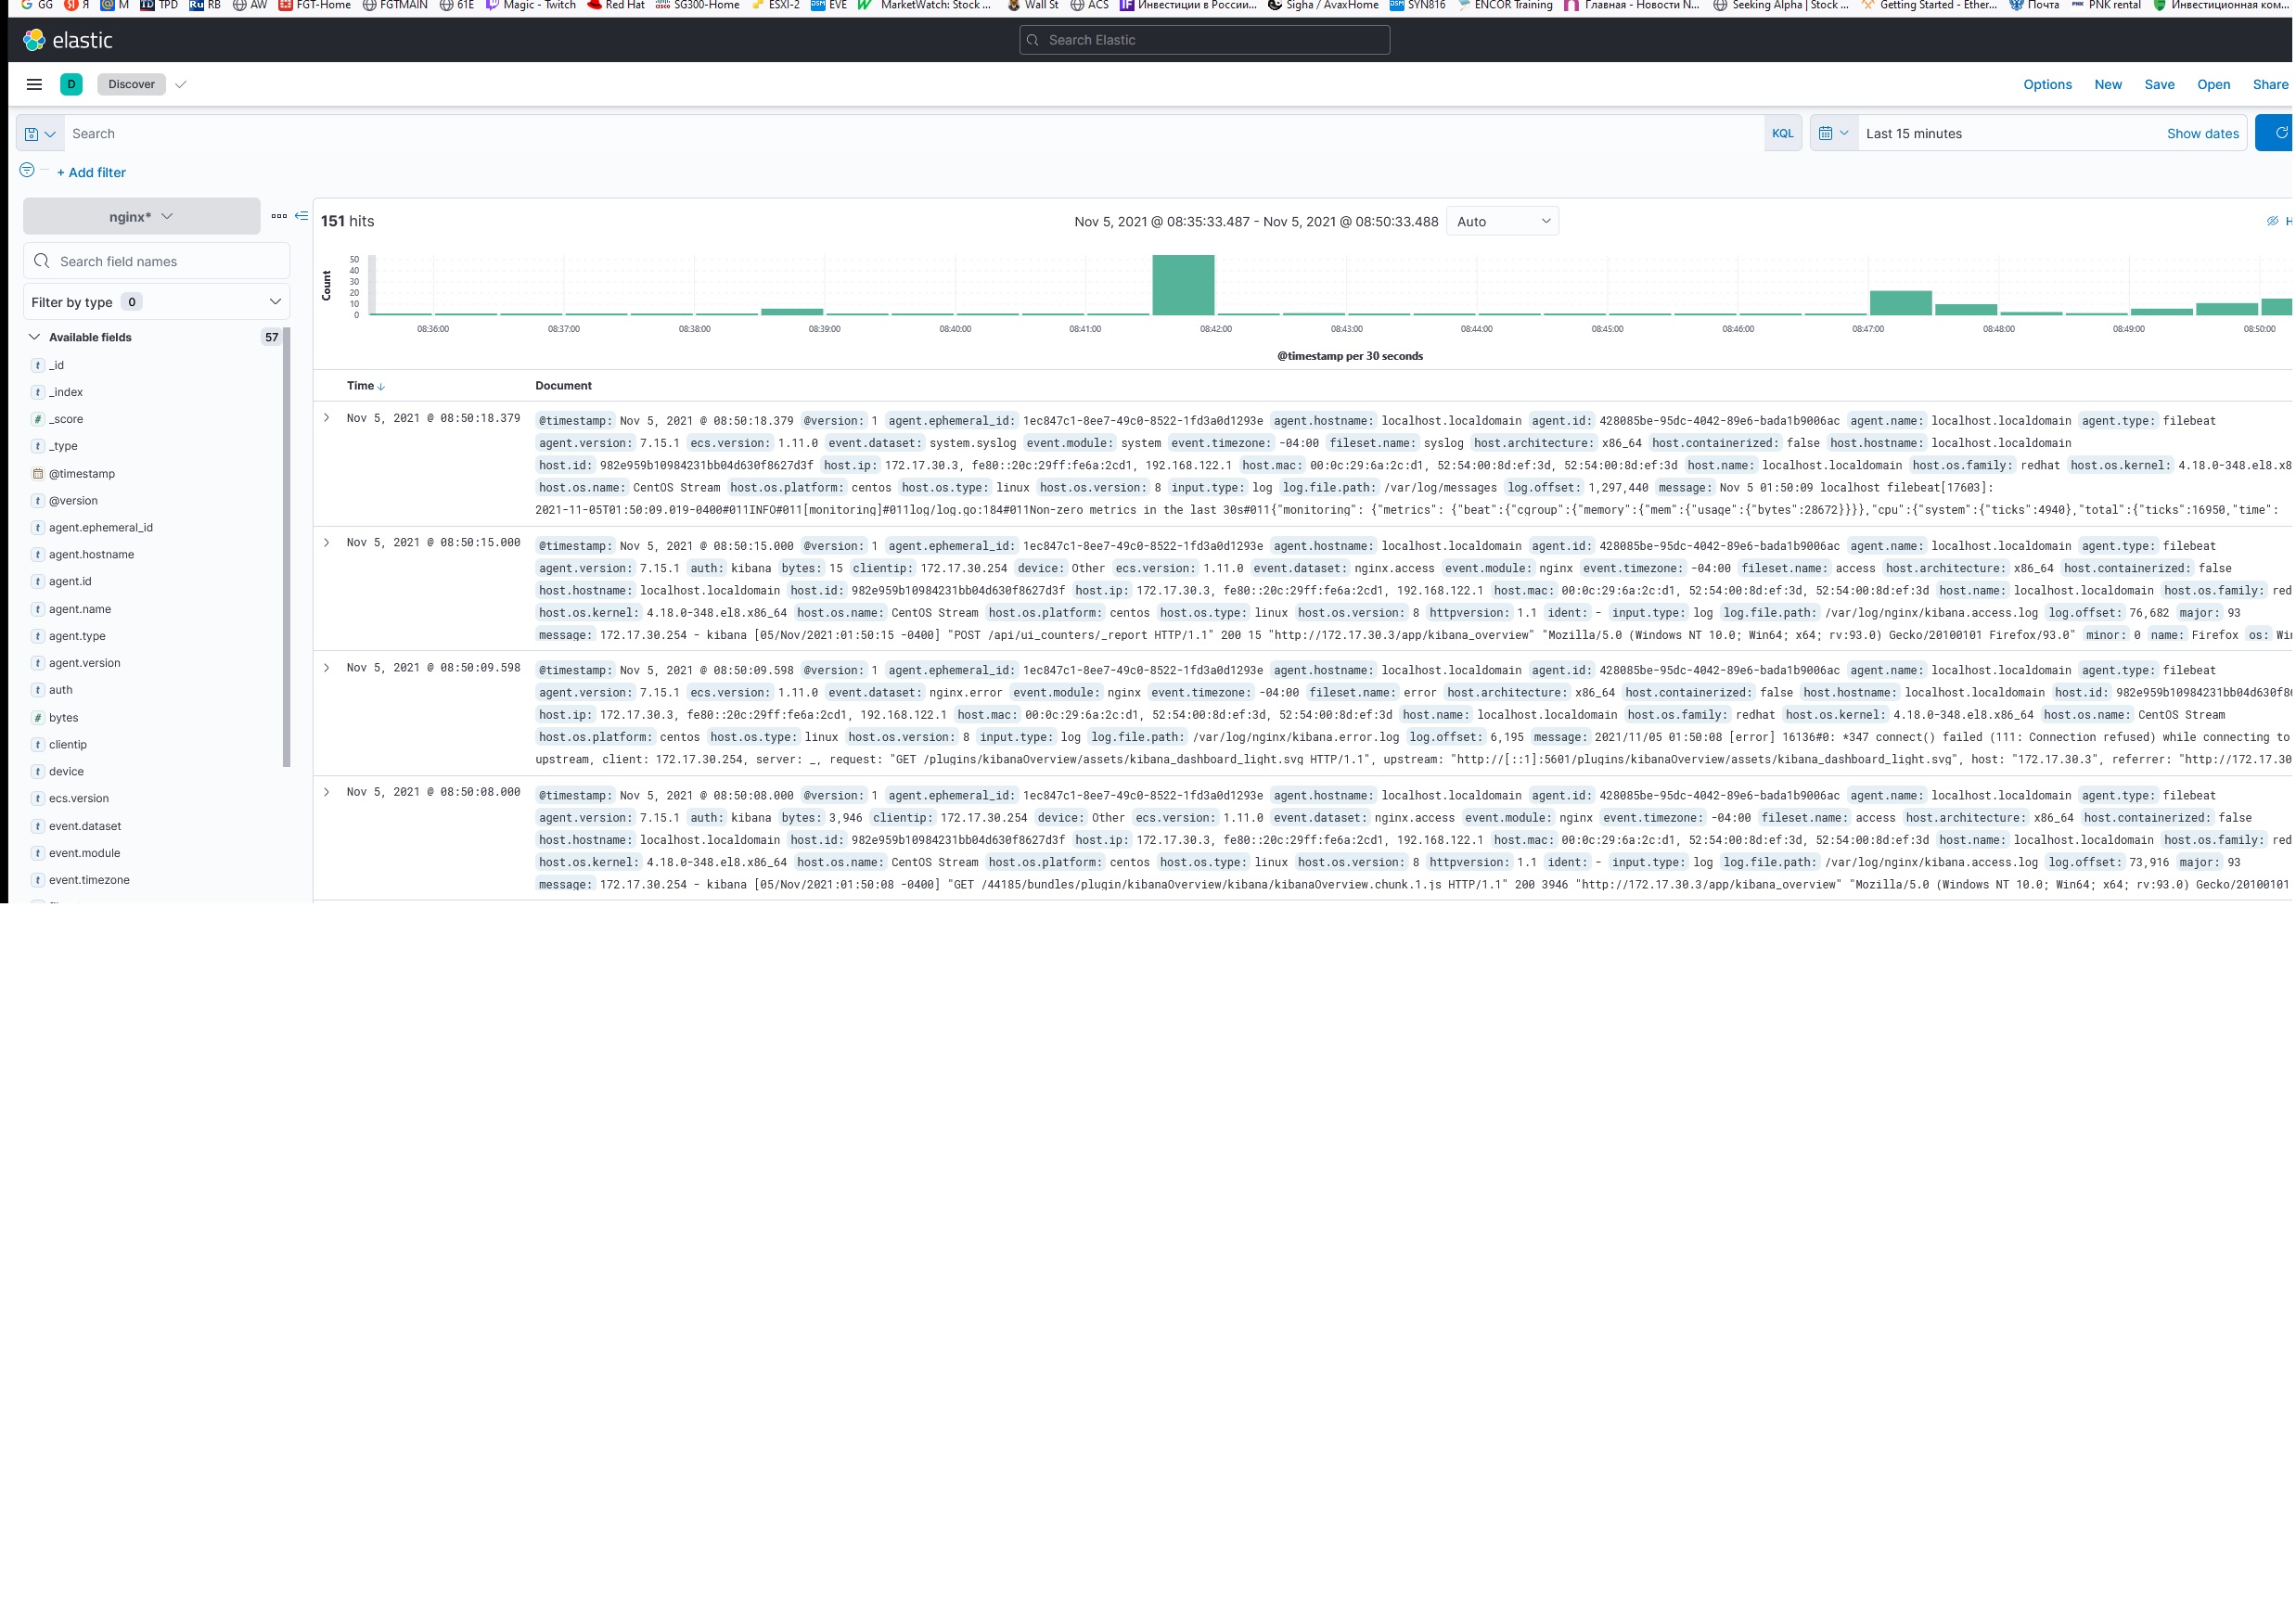 GG Я M TPD RB AW FGT-Home FGTMAIN 61E Magic - Twitch Red Hat SG300-Home ESXI-2 EVE MarketWatch: Stock ... Wall St ACS Инвестиции в России... Sigha / AvaxHome SYN816 ENCOR Training Главная - Новости N... Seeking Alpha | Stock ... Getting Started - Ether... Почта PNK rental Инвестиционная ком...
elastic Search Elastic
D Discover Options New Save Open Share
Search KQL Last 15 minutes Show dates
+ Add filter
nginx*
151 hits Nov 5, 2021 @ 08:35:33.487 - Nov 5, 2021 @ 08:50:33.488 Auto
Search field names
Filter by type 0
Count
50
40
30
20
10
0
08:36:00 08:37:00 08:38:00 08:39:00 08:40:00 08:41:00 08:42:00 08:43:00 08:44:00 08:45:00 08:46:00 08:47:00 08:48:00 08:49:00 08:50:00
@timestamp per 30 seconds
Available fields 57
t _id
t _index
# _score
t _type
@timestamp
t @version
t agent.ephemeral_id
t agent.hostname
t agent.id
t agent.name
t agent.type
t agent.version
t auth
# bytes
t clientip
t device
t ecs.version
t event.dataset
t event.module
t event.timezone
Time Document
Nov 5, 2021 @ 08:50:18.379 @timestamp: Nov 5, 2021 @ 08:50:18.379 @version: 1 agent.ephemeral_id: 1ec847c1-8ee7-49c0-8522-1fd3a0d1293e agent.hostname: localhost.localdomain agent.id: 428085be-95dc-4042-89e6-bada1b9006ac agent.name: localhost.localdomain agent.type: filebeat
agent.version: 7.15.1 ecs.version: 1.11.0 event.dataset: system.syslog event.module: system event.timezone: -04:00 fileset.name: syslog host.architecture: x86_64 host.containerized: false host.hostname: localhost.localdomain
host.id: 982e959b10984231bb04d630f8627d3f host.ip: 172.17.30.3, fe80::20c:29ff:fe6a:2cd1, 192.168.122.1 host.mac: 00:0c:29:6a:2c:d1, 52:54:00:8d:ef:3d, 52:54:00:8d:ef:3d host.name: localhost.localdomain host.os.family: redhat host.os.kernel: 4.18.0-348.el8.x8
host.os.name: CentOS Stream host.os.platform: centos host.os.type: linux host.os.version: 8 input.type: log log.file.path: /var/log/messages log.offset: 1,297,440 message: Nov 5 01:50:09 localhost filebeat[17603]:
2021-11-05T01:50:09.019-0400#011INFO#011[monitoring]#011log/log.go:184#011Non-zero metrics in the last 30s#011{"monitoring": {"metrics": {"beat":{"cgroup":{"memory":{"mem":{"usage":{"bytes":28672}}}},"cpu":{"system":{"ticks":4940},"total":{"ticks":16950,"time":
Nov 5, 2021 @ 08:50:15.000 @timestamp: Nov 5, 2021 @ 08:50:15.000 @version: 1 agent.ephemeral_id: 1ec847c1-8ee7-49c0-8522-1fd3a0d1293e agent.hostname: localhost.localdomain agent.id: 428085be-95dc-4042-89e6-bada1b9006ac agent.name: localhost.localdomain agent.type: filebeat
agent.version: 7.15.1 auth: kibana bytes: 15 clientip: 172.17.30.254 device: Other ecs.version: 1.11.0 event.dataset: nginx.access event.module: nginx event.timezone: -04:00 fileset.name: access host.architecture: x86_64 host.containerized: false
host.hostname: localhost.localdomain host.id: 982e959b10984231bb04d630f8627d3f host.ip: 172.17.30.3, fe80::20c:29ff:fe6a:2cd1, 192.168.122.1 host.mac: 00:0c:29:6a:2c:d1, 52:54:00:8d:ef:3d, 52:54:00:8d:ef:3d host.name: localhost.localdomain host.os.family: red
host.os.kernel: 4.18.0-348.el8.x86_64 host.os.name: CentOS Stream host.os.platform: centos host.os.type: linux host.os.version: 8 httpversion: 1.1 ident: - input.type: log log.file.path: /var/log/nginx/kibana.access.log log.offset: 76,682 major: 93
message: 172.17.30.254 - kibana [05/Nov/2021:01:50:15 -0400] "POST /api/ui_counters/_report HTTP/1.1" 200 15 "http://172.17.30.3/app/kibana_overview" "Mozilla/5.0 (Windows NT 10.0; Win64; x64; rv:93.0) Gecko/20100101 Firefox/93.0" minor: 0 name: Firefox os: Wi
Nov 5, 2021 @ 08:50:09.598 @timestamp: Nov 5, 2021 @ 08:50:09.598 @version: 1 agent.ephemeral_id: 1ec847c1-8ee7-49c0-8522-1fd3a0d1293e agent.hostname: localhost.localdomain agent.id: 428085be-95dc-4042-89e6-bada1b9006ac agent.name: localhost.localdomain agent.type: filebeat
agent.version: 7.15.1 ecs.version: 1.11.0 event.dataset: nginx.error event.module: nginx event.timezone: -04:00 fileset.name: error host.architecture: x86_64 host.containerized: false host.hostname: localhost.localdomain host.id: 982e959b10984231bb04d630f8
host.ip: 172.17.30.3, fe80::20c:29ff:fe6a:2cd1, 192.168.122.1 host.mac: 00:0c:29:6a:2c:d1, 52:54:00:8d:ef:3d, 52:54:00:8d:ef:3d host.name: localhost.localdomain host.os.family: redhat host.os.kernel: 4.18.0-348.el8.x86_64 host.os.name: CentOS Stream
host.os.platform: centos host.os.type: linux host.os.version: 8 input.type: log log.file.path: /var/log/nginx/kibana.error.log log.offset: 6,195 message: 2021/11/05 01:50:08 [error] 16136#0: *347 connect() failed (111: Connection refused) while connecting to
upstream, client: 172.17.30.254, server: _, request: "GET /plugins/kibanaOverview/assets/kibana_dashboard_light.svg HTTP/1.1", upstream: "http://[::1]:5601/plugins/kibanaOverview/assets/kibana_dashboard_light.svg", host: "172.17.30.3", referrer: "http://172.17.30
Nov 5, 2021 @ 08:50:08.000 @timestamp: Nov 5, 2021 @ 08:50:08.000 @version: 1 agent.ephemeral_id: 1ec847c1-8ee7-49c0-8522-1fd3a0d1293e agent.hostname: localhost.localdomain agent.id: 428085be-95dc-4042-89e6-bada1b9006ac agent.name: localhost.localdomain agent.type: filebeat
agent.version: 7.15.1 auth: kibana bytes: 3,946 clientip: 172.17.30.254 device: Other ecs.version: 1.11.0 event.dataset: nginx.access event.module: nginx event.timezone: -04:00 fileset.name: access host.architecture: x86_64 host.containerized: false
host.hostname: localhost.localdomain host.id: 982e959b10984231bb04d630f8627d3f host.ip: 172.17.30.3, fe80::20c:29ff:fe6a:2cd1, 192.168.122.1 host.mac: 00:0c:29:6a:2c:d1, 52:54:00:8d:ef:3d, 52:54:00:8d:ef:3d host.name: localhost.localdomain host.os.family: red
host.os.kernel: 4.18.0-348.el8.x86_64 host.os.name: CentOS Stream host.os.platform: centos host.os.type: linux host.os.version: 8 httpversion: 1.1 ident: - input.type: log log.file.path: /var/log/nginx/kibana.access.log log.offset: 73,916 major: 93
message: 172.17.30.254 - kibana [05/Nov/2021:01:50:08 -0400] "GET /44185/bundles/plugin/kibanaOverview/kibana/kibanaOverview.chunk.1.js HTTP/1.1" 200 3946 "http://172.17.30.3/app/kibana_overview" "Mozilla/5.0 (Windows NT 10.0; Win64; x64; rv:93.0) Gecko/20100101